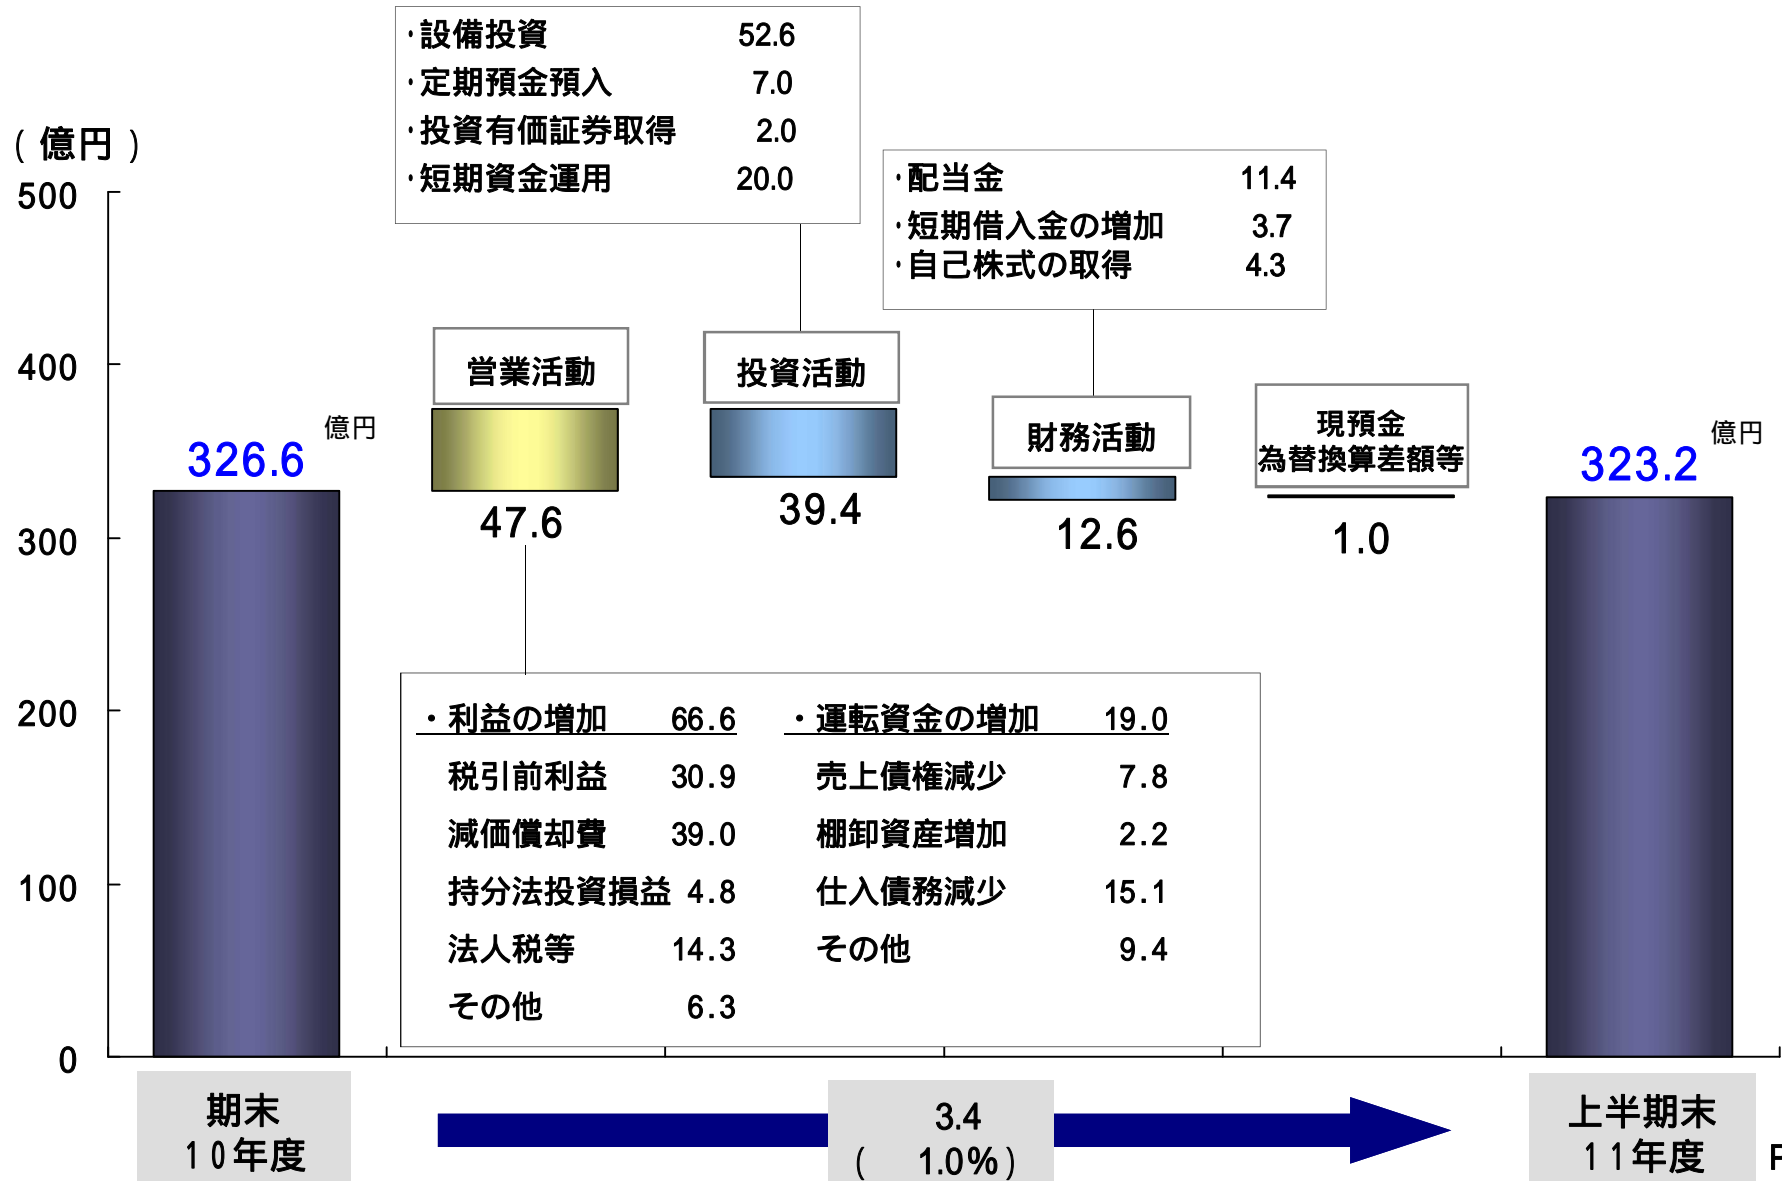 ・設備投資 52.6
・定期預金預入 7.0
・投資有価証券取得 2.0
・短期資金運用 20.0
(億円)
・配当金 11.4
・短期借入金の増加 3.7
・自己株式の取得 4.3
500
400
300
200
100
0
営業活動
投資活動
財務活動
現預金
為替換算差額等
326.6 億円
47.6
39.4
12.6
1.0
323.2 億円
・利益の増加 66.6 ・運転資金の増加 19.0
税引前利益 30.9 売上債権減少 7.8
減価償却費 39.0 棚卸資産増加 2.2
持分法投資損益 4.8 仕入債務減少 15.1
法人税等 14.3 その他 9.4
その他 6.3
期末
10年度
3.4
( 1.0%)
上半期末
11年度